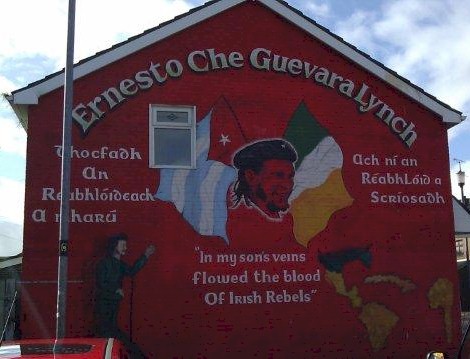 Ernesto Che Guevara Lynch
Thocfadh
An
Réabhlóideach
A mharú
Ach ní an
Réabhlóid a
Scríosadh
"In my son's veins
flowed the blood
Of Irish Rebels"